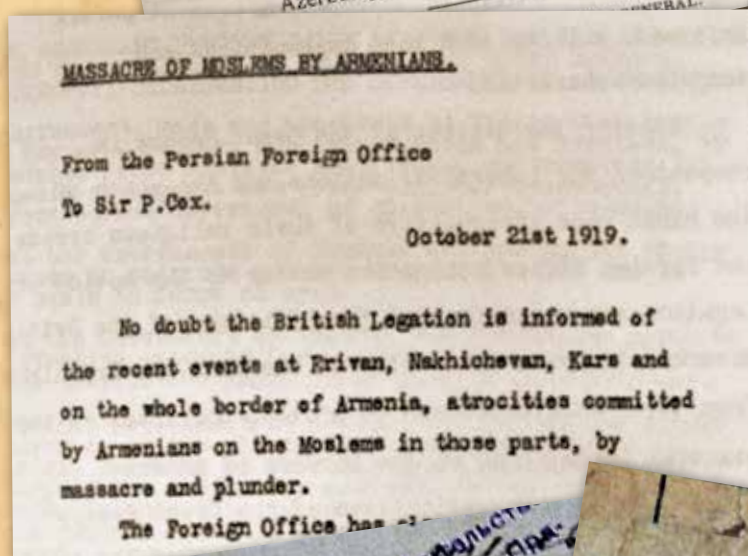 Azerba
GENERAL.
MASSACRE OF MOSLEMS BY ARMENIANS.
From the Persian Foreign Office
To Sir P.Cox.
October 21st 1919.
No doubt the British Legation is informed of
the recent events at Erivan, Nakhichevan, Kars and
on the whole border of Armenia, atrocities committed
by Armenians on the Moslems in those parts, by
massacre and plunder.
The Foreign Office has